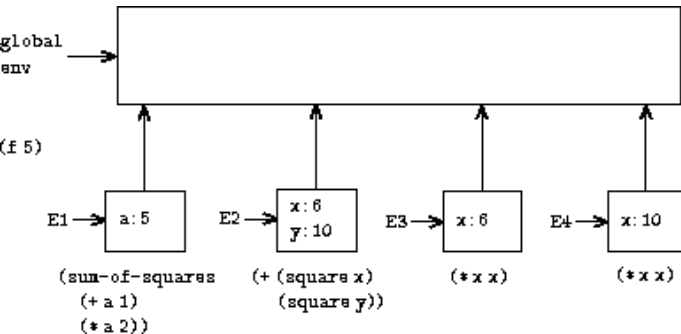 global
env
(f 5)
E1
a:5
E2
x:6
y:10
E3
x:6
E4
x:10
(sum-of-squares
(+ a 1)
(* a 2))
(+ (square x)
(square y))
(* x x)
(* x x)